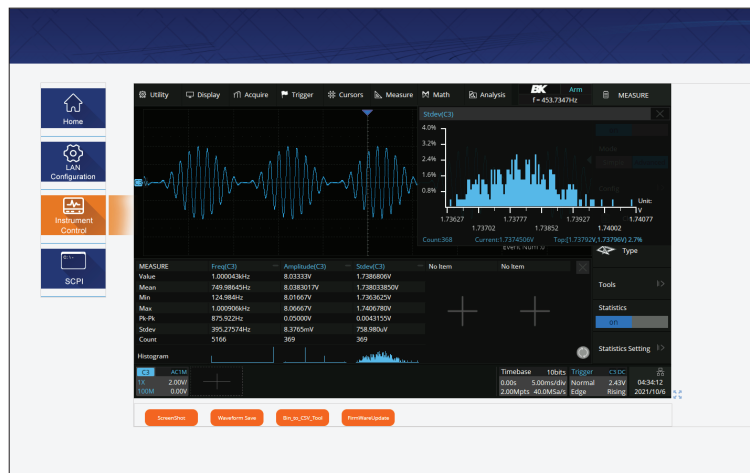 Utility Display Acquire Trigger Cursors Measure Math Analysis BK Arm MEASURE
f = 453.7347Hz
Home
LAN
Configuration
Instrument
Control
SCPI
Stdev(C3)
4.0%
3.2%
2.4%
1.6%
0.8%
Unit:
V
1.73627 1.73777 1.73927 1.74077
1.73702 1.73852 1.74002
Count:368 Current:1.7374506V Top:[1.73792V,1.73796V) 2.7%
C3
Type
Tools
Statistics
on
Statistics Setting
MEASURE Freq(C3) Amplitude(C3) Stdev(C3) No Item No Item
Value 1.000043kHz 8.03333V 1.7386806V
Mean 749.98645Hz 8.0383017V 1.738033850V
Min 124.984Hz 8.01667V 1.7363625V
Max 1.000906kHz 8.06667V 1.7406780V
Pk-Pk 875.922Hz 0.05000V 0.0043155V
Stdev 395.27574Hz 8.3765mV 758.980uV
Count 5166 369 369
Histogram
C3 AC1M
1X 2.00V/
100M 0.00V
Timebase 10bits
0.00s 5.00ms/div
2.00Mpts 40.0MSa/s
Trigger C3 DC
Normal 2.43V
Edge Rising
04:34:12
2021/10/6
ScreenShot Waveform Save Bin_to_CSV_Tool FirmWareUpdate